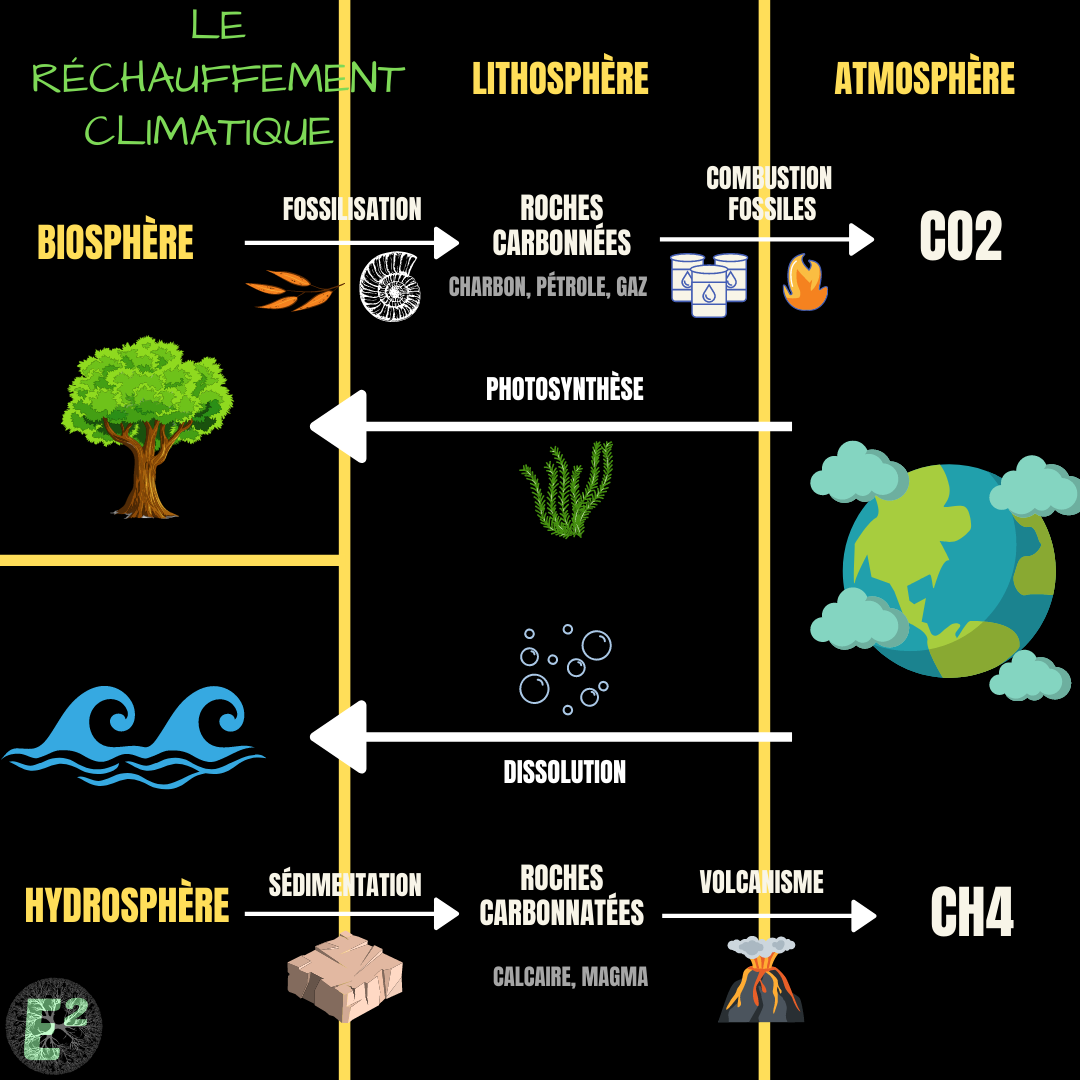 LE
RÉCHAUFFEMENT
CLIMATIQUE
LITHOSPHÈRE
ATMOSPHÈRE
BIOSPHÈRE
FOSSILISATION
ROCHES
CARBONNÉES
CHARBON, PÉTROLE, GAZ
COMBUSTION
FOSSILES
CO2
PHOTOSYNTHÈSE
DISSOLUTION
HYDROSPHÈRE
SÉDIMENTATION
ROCHES
CARBONNATÉES
CALCAIRE, MAGMA
VOLCANISME
CH4
E²